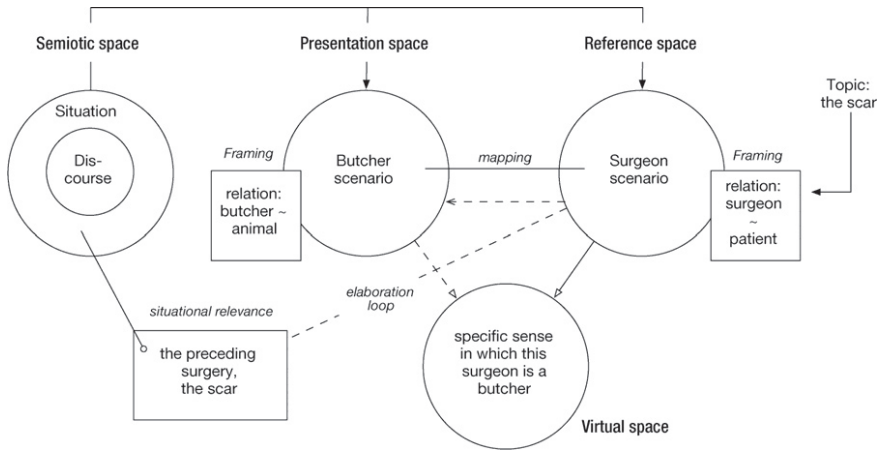 Semiotic space
Presentation space
Reference space
Topic:
the scar
Situation
Dis-
course
Framing
relation:
butcher ~
animal
Butcher
scenario
mapping
Surgeon
scenario
Framing
relation:
surgeon
~
patient
elaboration
loop
situational relevance
the preceding
surgery,
the scar
specific sense
in which this
surgeon is a
butcher
Virtual space